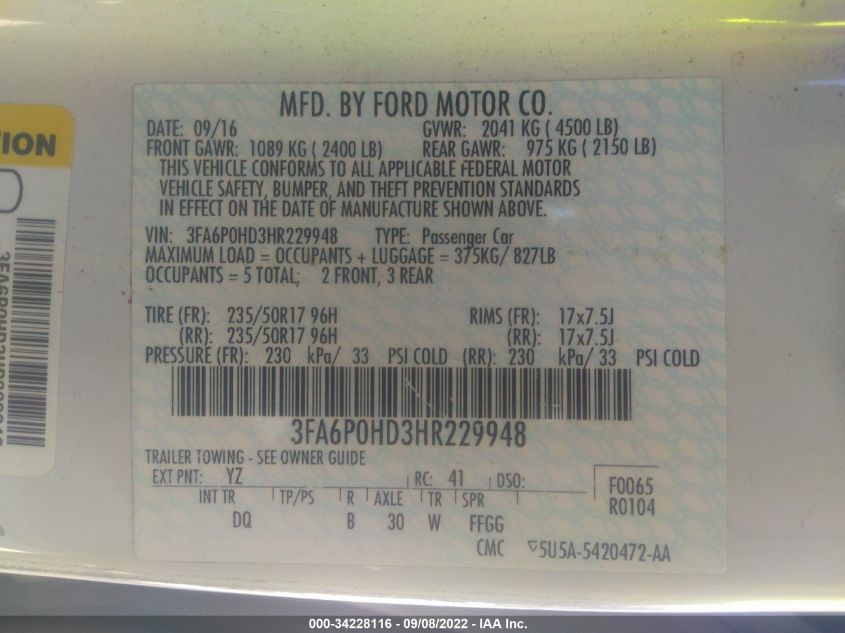 MFD. BY FORD MOTOR CO.
DATE: 09/16 GVWR: 2041 KG ( 4500 LB)
FRONT GAWR: 1089 KG ( 2400 LB) REAR GAWR: 975 KG ( 2150 LB)
THIS VEHICLE CONFORMS TO ALL APPLICABLE FEDERAL MOTOR
VEHICLE SAFETY, BUMPER, AND THEFT PREVENTION STANDARDS
IN EFFECT ON THE DATE OF MANUFACTURE SHOWN ABOVE.
VIN: 3FA6P0HD3HR229948 TYPE: Passenger Car
MAXIMUM LOAD = OCCUPANTS + LUGGAGE = 375KG/ 827LB
OCCUPANTS = 5 TOTAL; 2 FRONT, 3 REAR
TIRE (FR): 235/50R17 96H RIMS (FR): 17x7.5J
(RR): 235/50R17 96H (RR): 17x7.5J
PRESSURE (FR): 230 kPa/ 33 PSI COLD (RR): 230 kPa/ 33 PSI COLD
3FA6P0HD3HR229948
TRAILER TOWING - SEE OWNER GUIDE
EXT PNT: YZ RC: 41 DSO:
F0065
R0104
INT TR TP/PS R AXLE TR SPR
DQ B 30 W FFGG
CMC ▽5U5A-5420472-AA
000-34228116 - 09/08/2022 - IAA Inc.